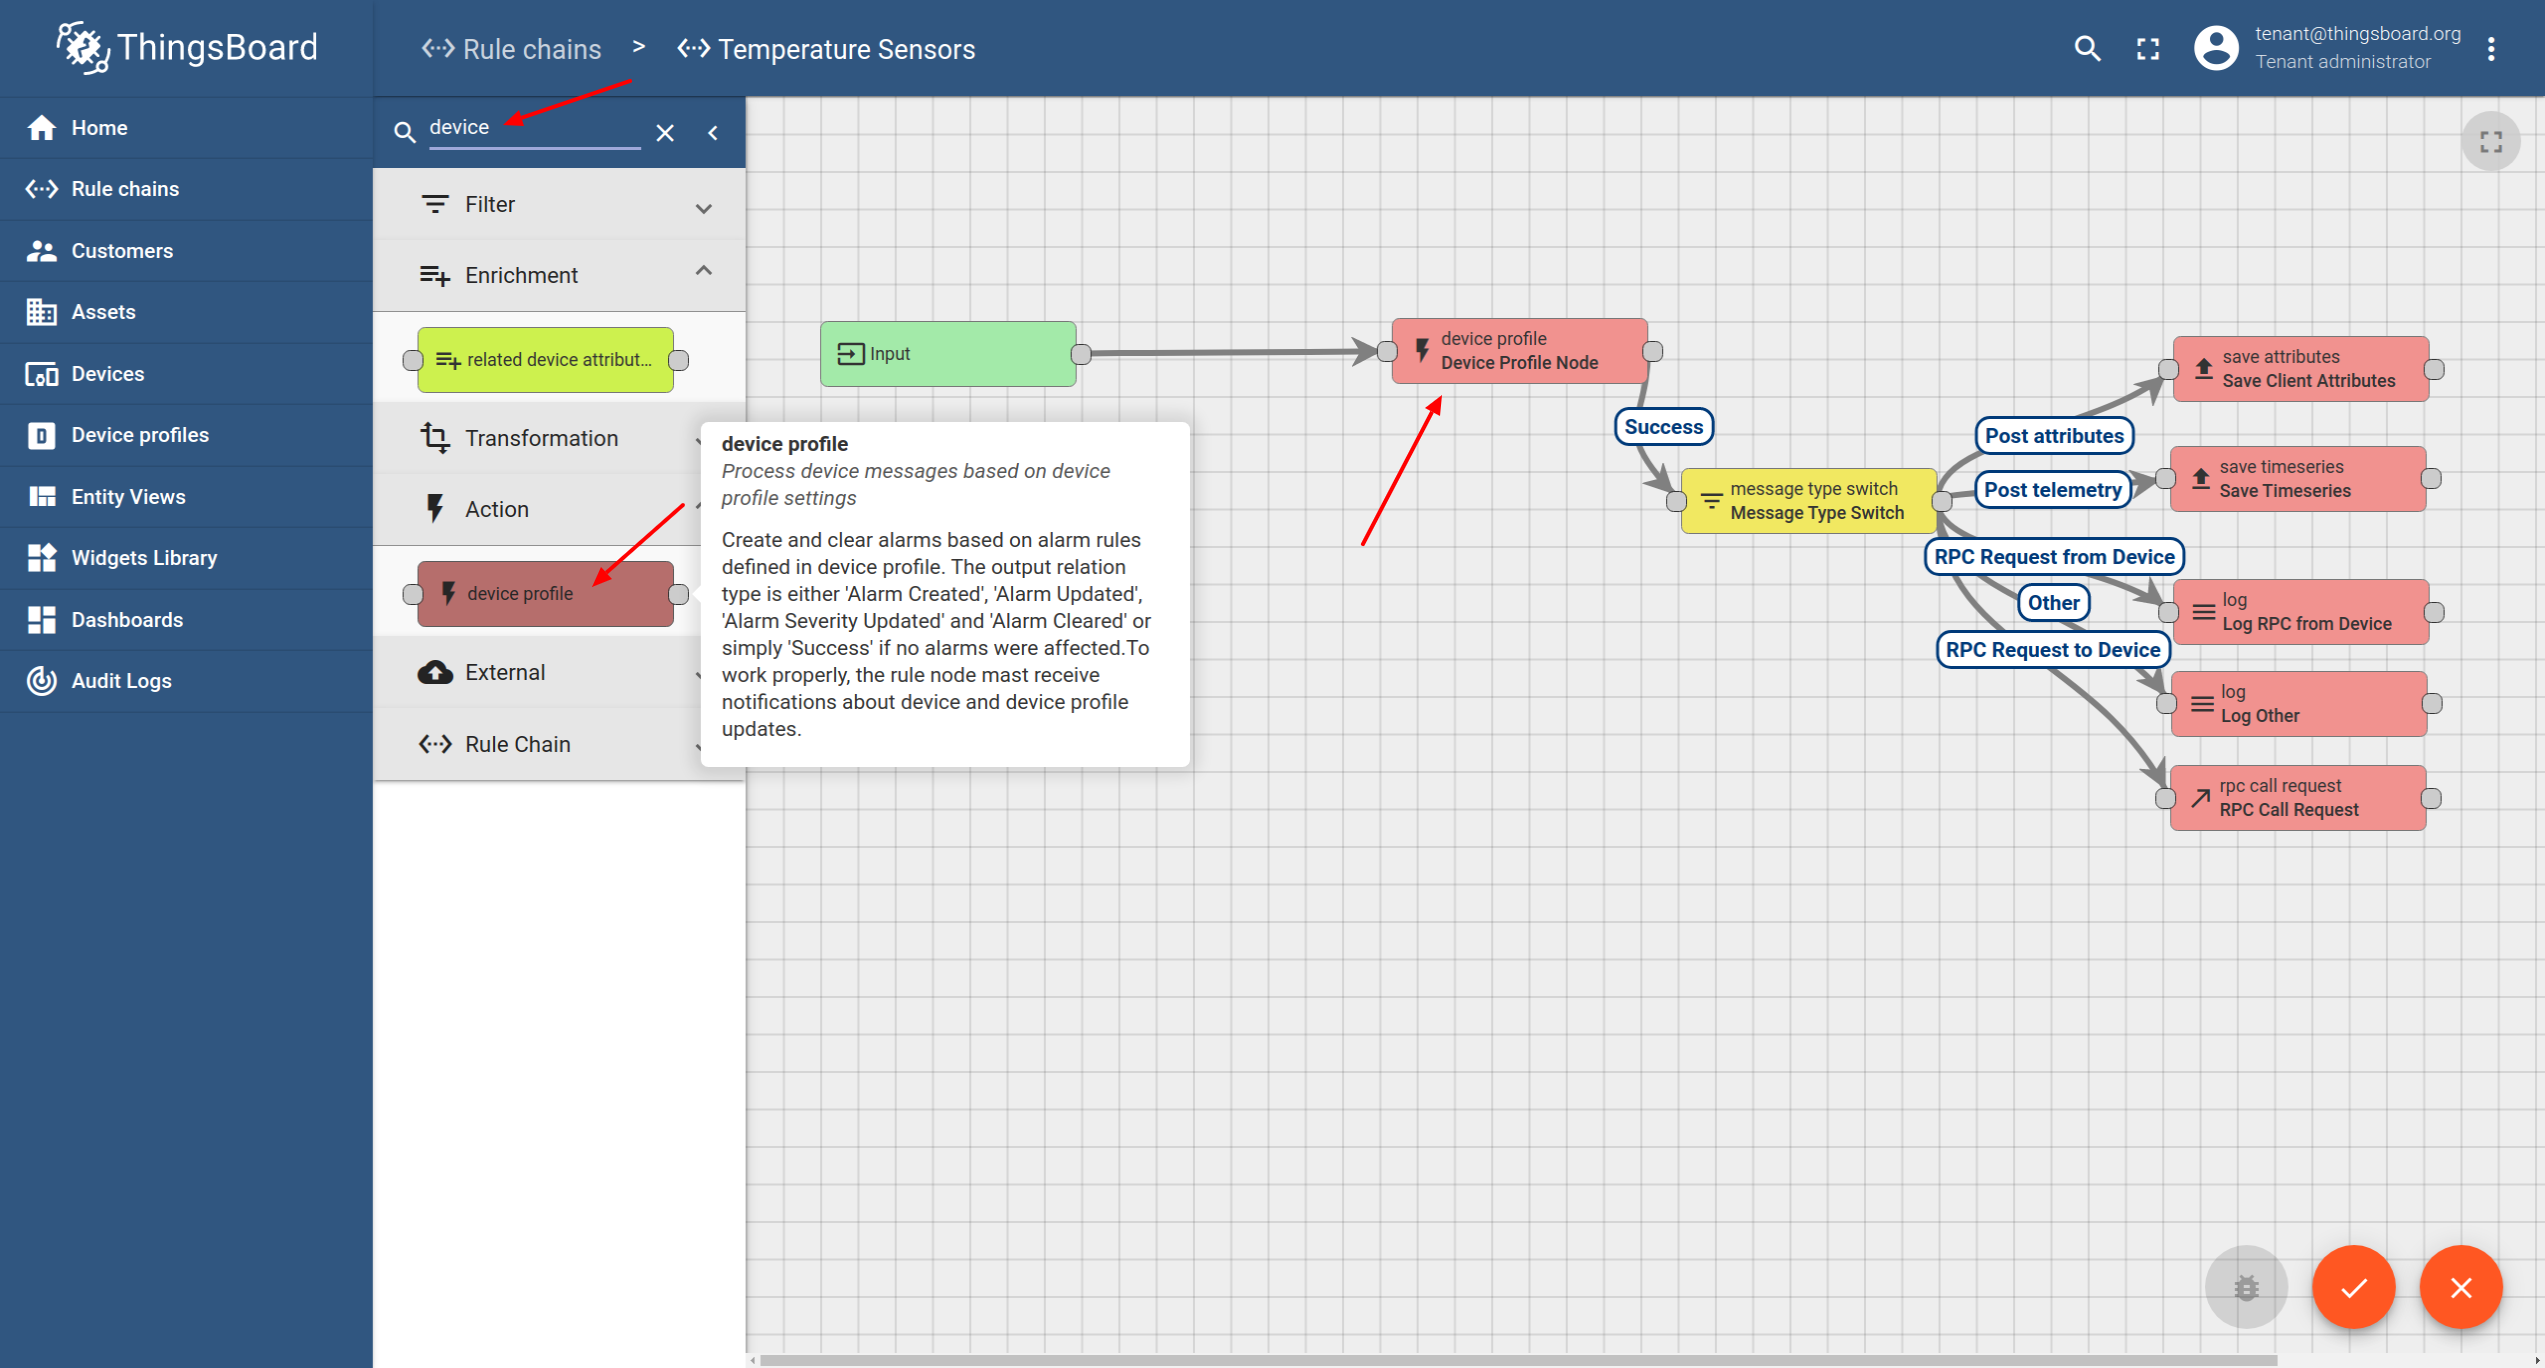 ThingsBoard
Rule chains > Temperature Sensors
tenant@thingsboard.org
Tenant administrator
Home
Rule chains
Customers
Assets
Devices
Device profiles
Entity Views
Widgets Library
Dashboards
Audit Logs
device
Filter
Enrichment
related device attribut...
Transformation
Action
device profile
External
Rule Chain
device profile
Process device messages based on device
profile settings
Create and clear alarms based on alarm rules
defined in device profile. The output relation
type is either 'Alarm Created', 'Alarm Updated',
'Alarm Severity Updated' and 'Alarm Cleared' or
simply 'Success' if no alarms were affected.To
work properly, the rule node mast receive
notifications about device and device profile
updates.
Input
device profile
Device Profile Node
Success
message type switch
Message Type Switch
Post attributes
Post telemetry
RPC Request from Device
Other
RPC Request to Device
save attributes
Save Client Attributes
save timeseries
Save Timeseries
log
Log RPC from Device
log
Log Other
rpc call request
RPC Call Request